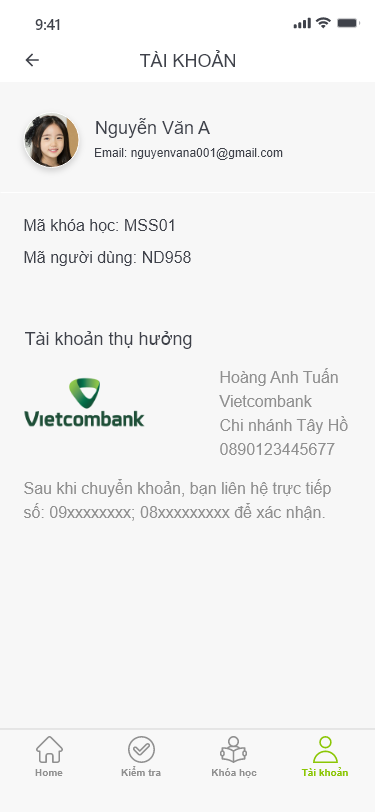 9:41
TÀI KHOẢN
Nguyễn Văn A
Email: nguyenvana001@gmail.com
Mã khóa học: MSS01
Mã người dùng: ND958
Tài khoản thụ hưởng
Vietcombank
Hoàng Anh Tuấn
Vietcombank
Chi nhánh Tây Hồ
0890123445677
Sau khi chuyển khoản, bạn liên hệ trực tiếp
số: 09xxxxxxxx; 08xxxxxxxxx để xác nhận.
Home
Kiểm tra
Khóa học
Tài khoản